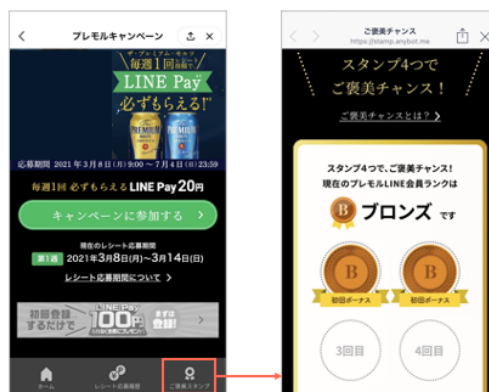 プレモルキャンペーン
ザ・プレミアム・モルツ
毎週1回
LINE Pay
必ずもらえる!
PREMIUM
PREMIUM
応募期間 2021年3月8日(月)9:00〜7月4日(日)23:59
毎週1回 必ずもらえるLINE Pay20円
キャンペーンに参加する
現在のレシート応募期間
第1週 2021年3月8日(月)~3月14日(日)
レシート応募期間について
初回登録
するだけで
LINE Pay
100円
まずは
登録!
ホーム
レシート応募履歴
ご褒美スタンプ
ご褒美チャンス
https://stamp.anybot.me
スタンプ4つで
ご褒美チャンス!
ご褒美チャンスとは?
スタンプ4つで、ご褒美チャンス!
現在のプレモルLINE会員ランクは
B ブロンズ です
B
B
初回ボーナス
初回ボーナス
3回目
4回目